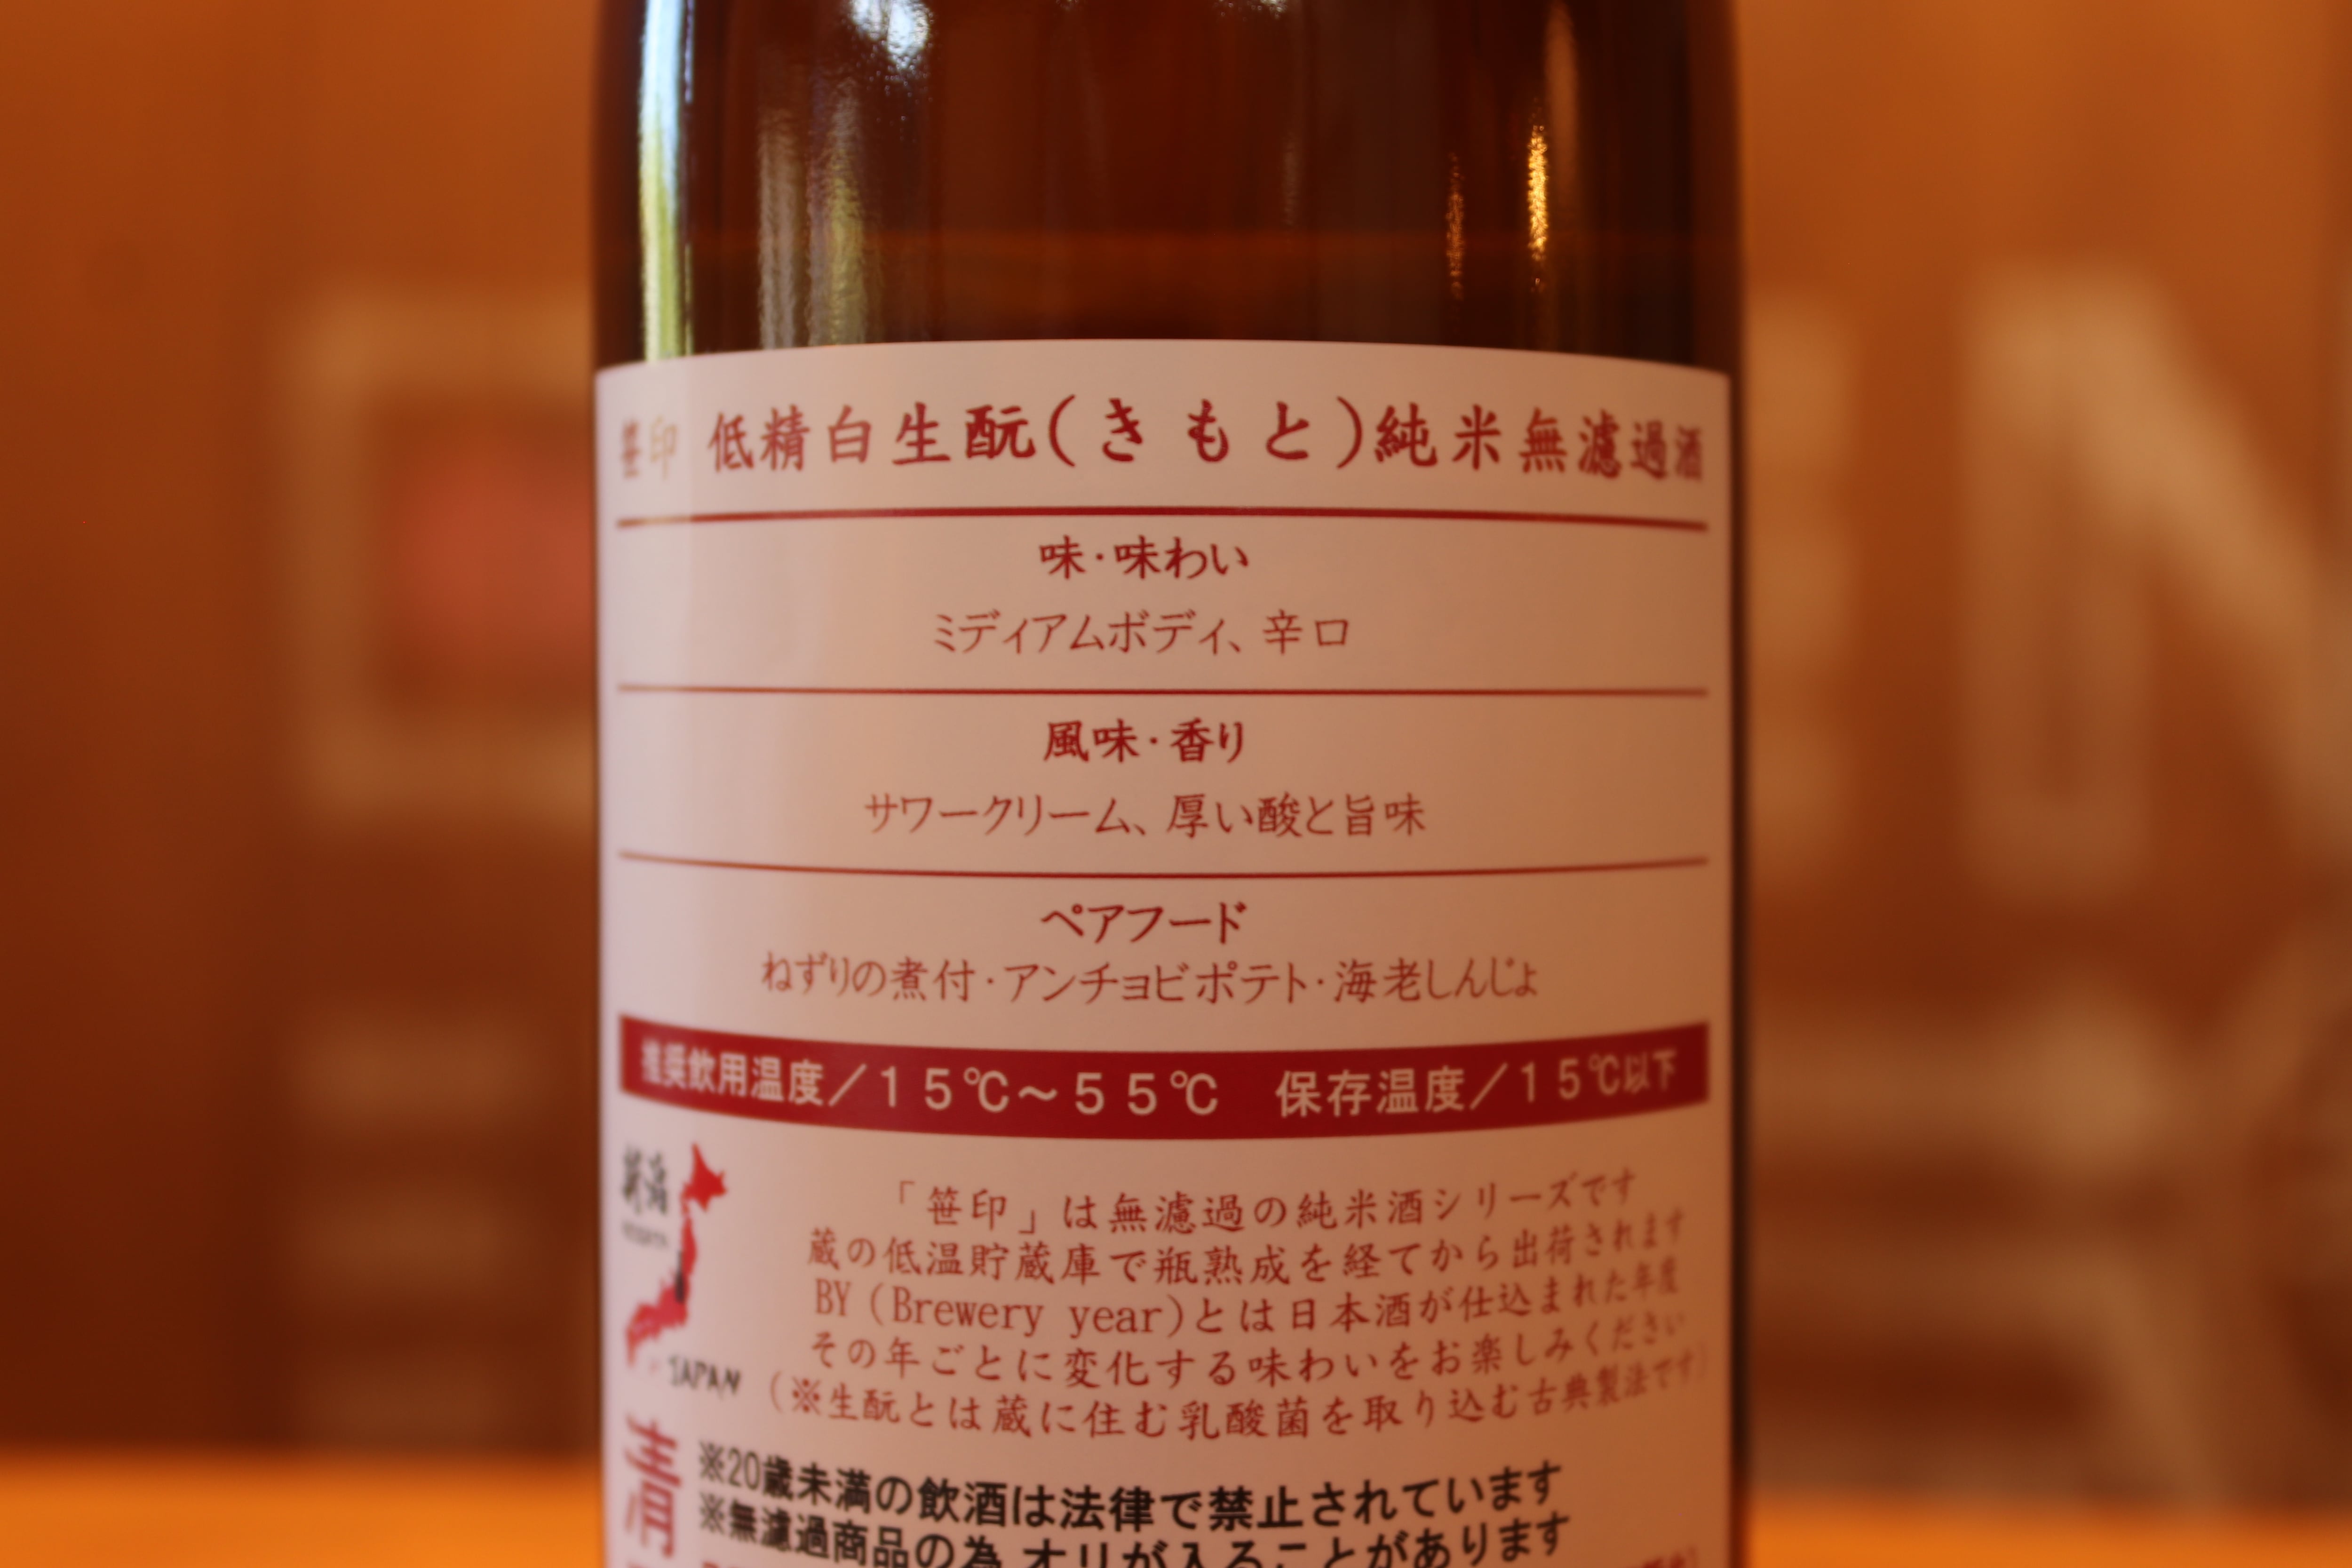 笹印 低精白生酛(きもと)純米無濾過酒
味・味わい
ミディアムボディ、辛口
風味・香り
サワークリーム、厚い酸と旨味
ペアフード
ねずりの煮付・アンチョビポテト・海老しんじょ
推奨飲用温度／15℃～55℃　保存温度／15℃以下
新潟
JAPAN
「笹印」は無濾過の純米酒シリーズです
蔵の低温貯蔵庫で瓶熟成を経てから出荷されます
BY (Brewery year)とは日本酒が仕込まれた年度
その年ごとに変化する味わいをお楽しみください
(※生酛とは蔵に住む乳酸菌を取り込む古典製法です)
清
※20歳未満の飲酒は法律で禁止されています
※無濾過商品の為 オリが入ることがあります